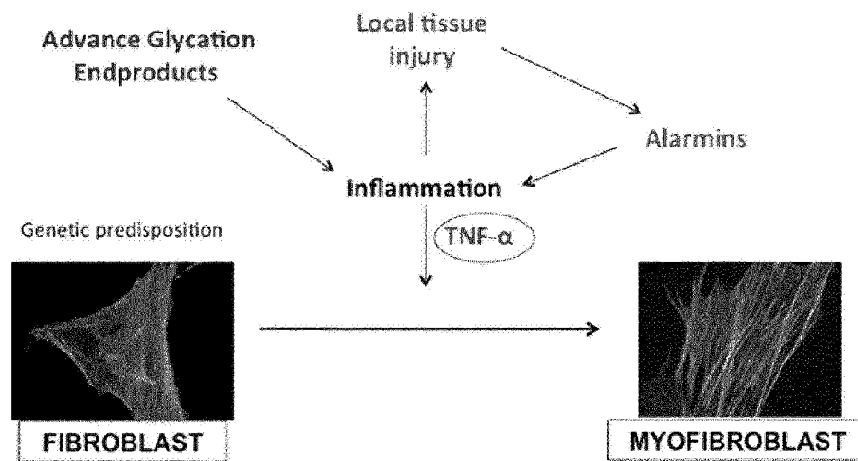 Advance Glycation
Endproducts
Local tissue
injury
Alarmins
Inflammation
TNF-α
Genetic predisposition
FIBROBLAST
MYOFIBROBLAST